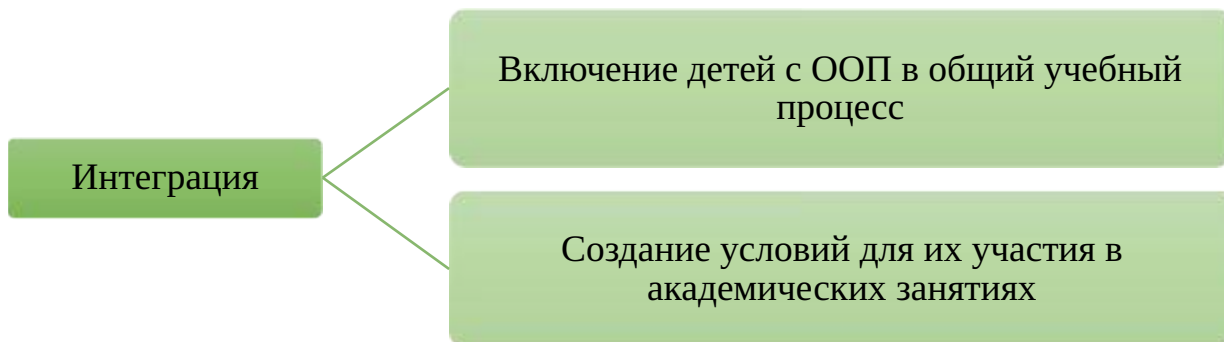 Включение детей с ООП в общий учебный
процесс
Интеграция
Создание условий для их участия в
академических занятиях